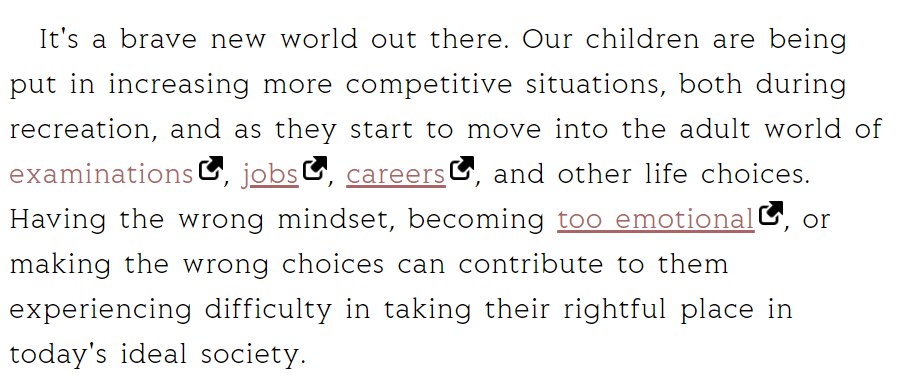 It's a brave new world out there. Our children are being
put in increasing more competitive situations, both during
recreation, and as they start to move into the adult world of
examinations, jobs, careers, and other life choices.
Having the wrong mindset, becoming too emotional, or
making the wrong choices can contribute to them
experiencing difficulty in taking their rightful place in
today's ideal society.